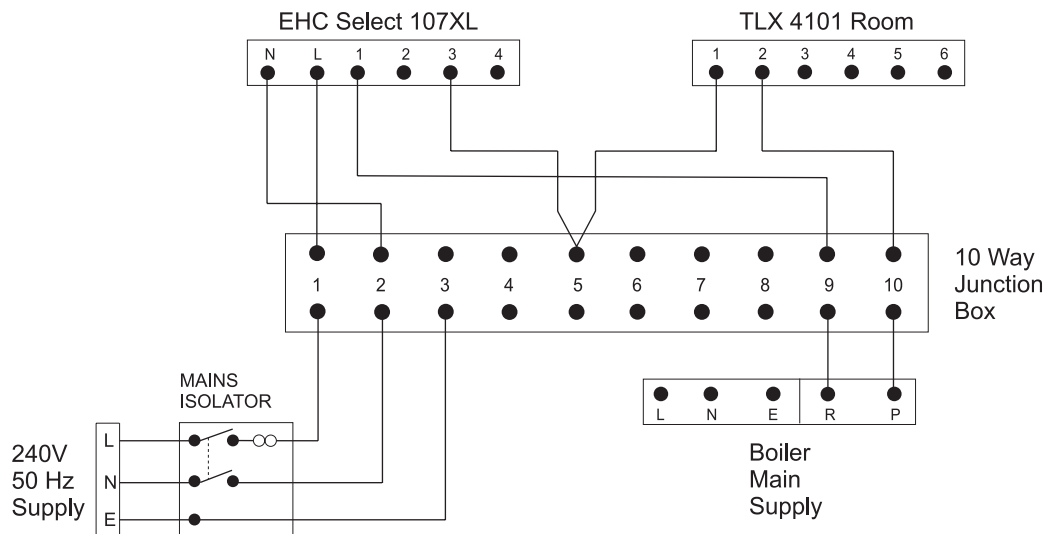 EHC Select 107XL
TLX 4101 Room
N L 1 2 3 4
1 2 3 4 5 6
1 2 3 4 5 6 7 8 9 10
10 Way
Junction
Box
MAINS
ISOLATOR
L N E R P
240V
50 Hz
Supply
L
N
E
Boiler
Main
Supply